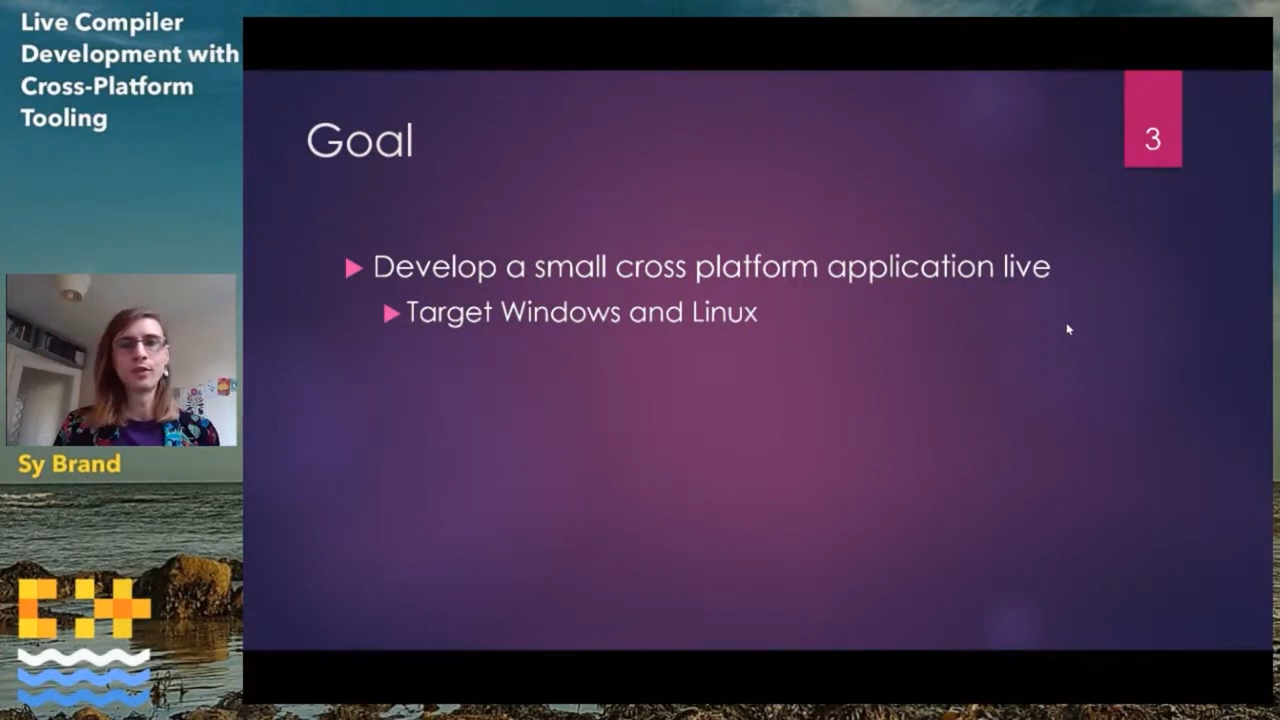 Live Compiler
Development with
Cross-Platform
Tooling
Goal
3
Develop a small cross platform application live
Target Windows and Linux
Sy Brand
C++